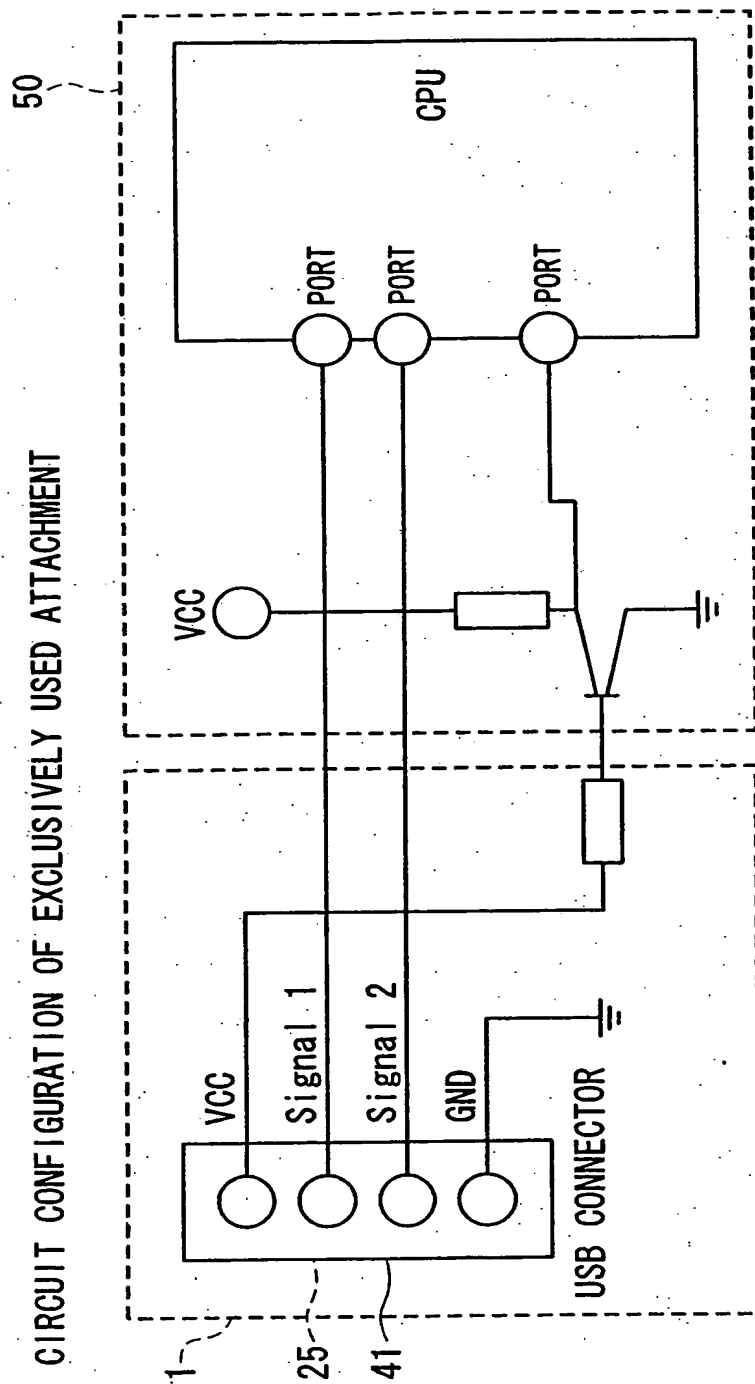 CIRCUIT CONFIGURATION OF EXCLUSIVELY USED ATTACHMENT
50
1
25
41
VCC
Signal 1
Signal 2
GND
USB CONNECTOR
VCC
PORT
PORT
PORT
CPU